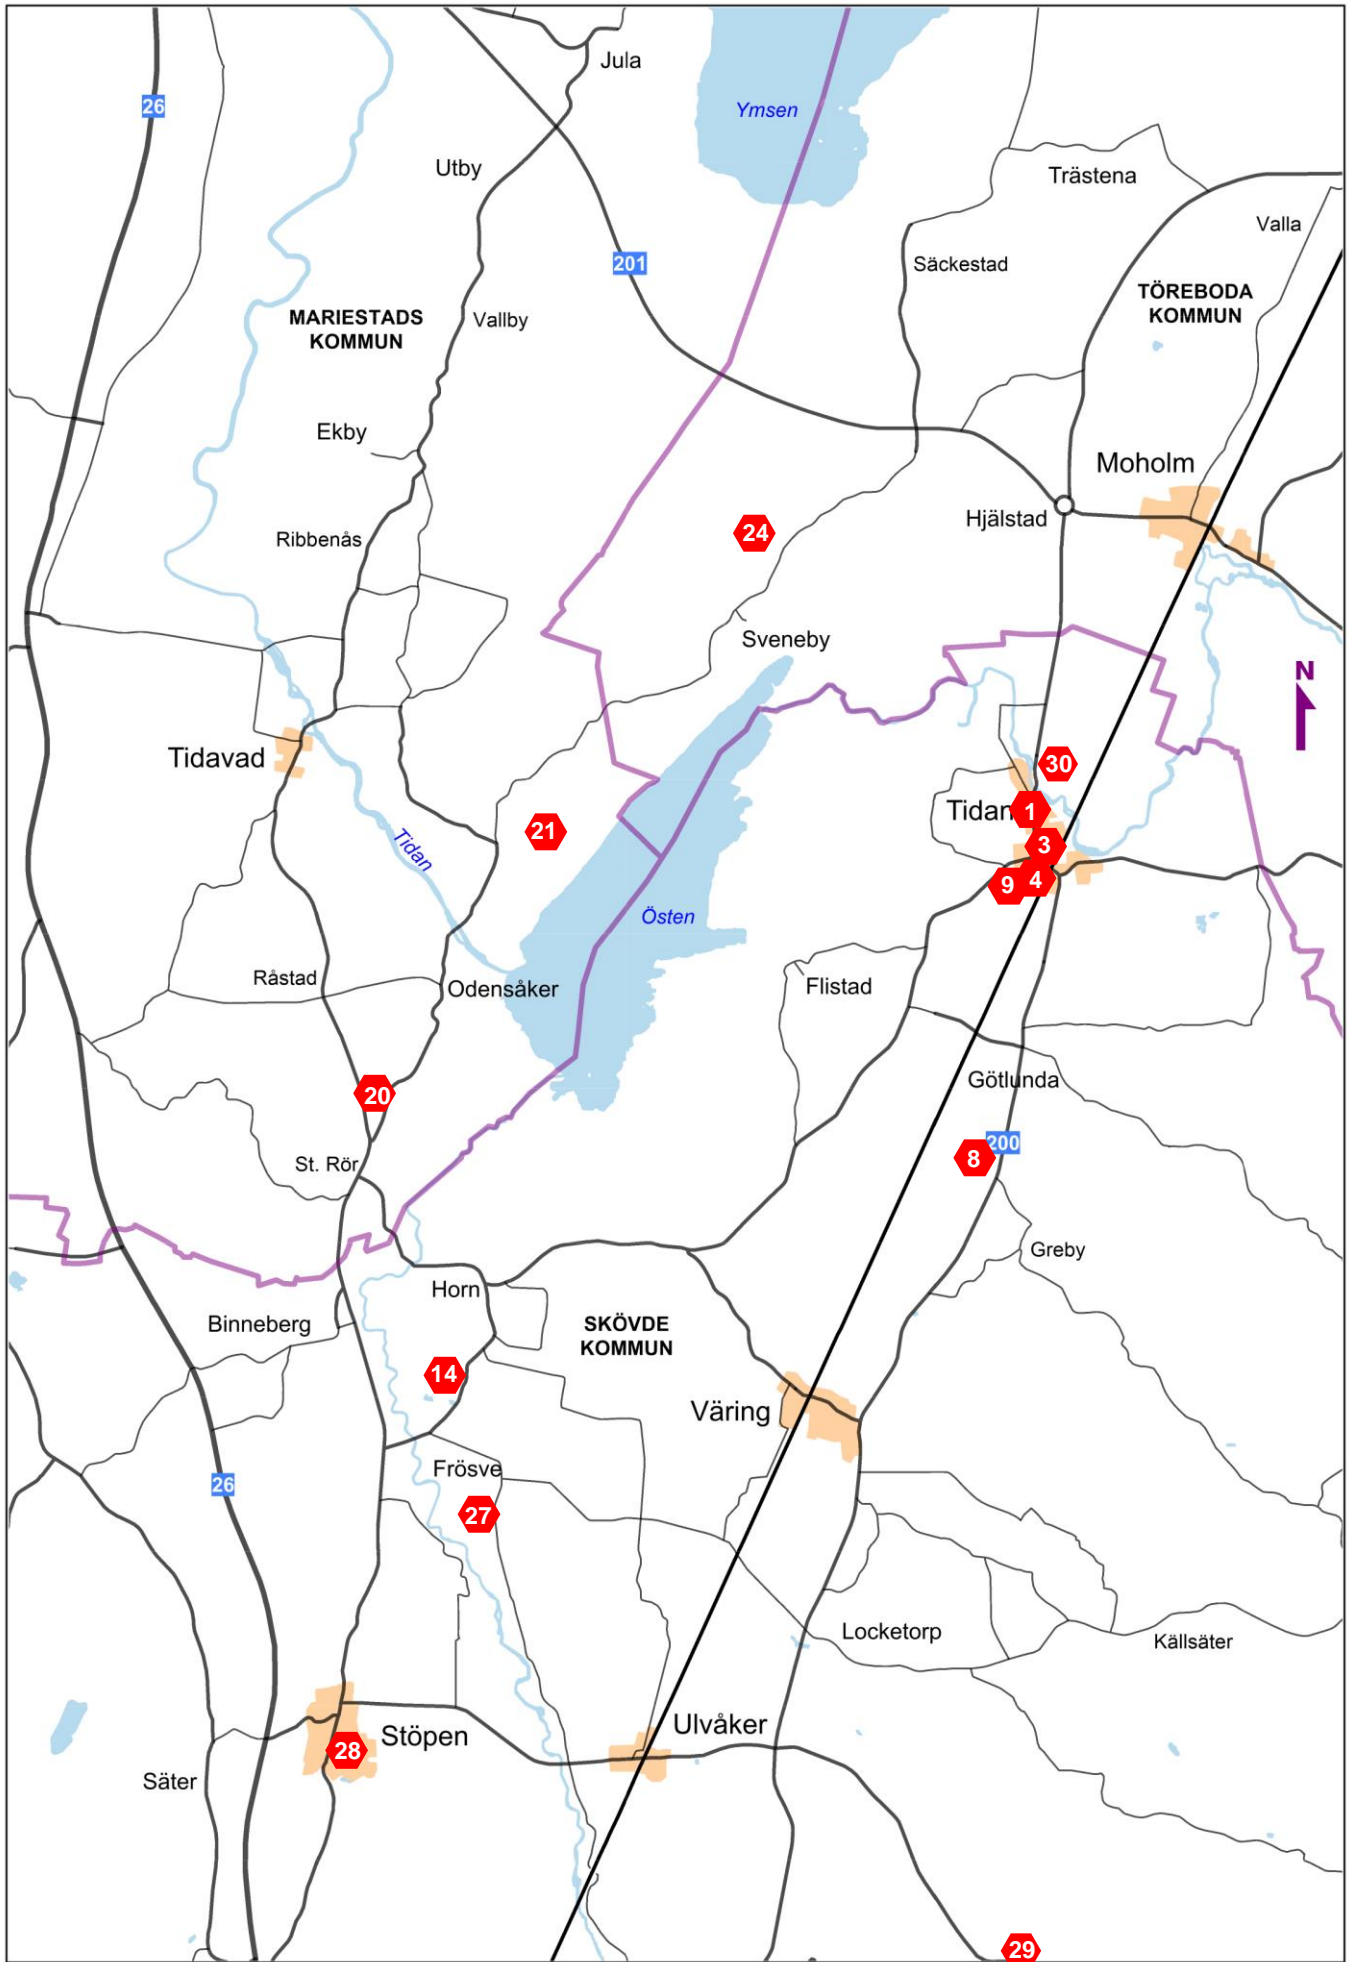 Jula
26
Ymsen
Utby
Trästena
Valla
201
Säckestad
TÖREBODA
KOMMUN
MARIESTADS
KOMMUN
Vallby
Ekby
Moholm
Hjälstad
24
Ribbenås
Sveneby
N
Tidavad
30
Tidan
1
21
3
Tidan
9
4
Östen
Råstad
Odensåker
Flistad
Götlunda
20
200
8
St. Rör
Greby
Horn
Binneberg
SKÖVDE
KOMMUN
14
Väring
Frösve
26
27
Locketorp
Källsäter
Ulvåker
Stöpen
28
Säter
29